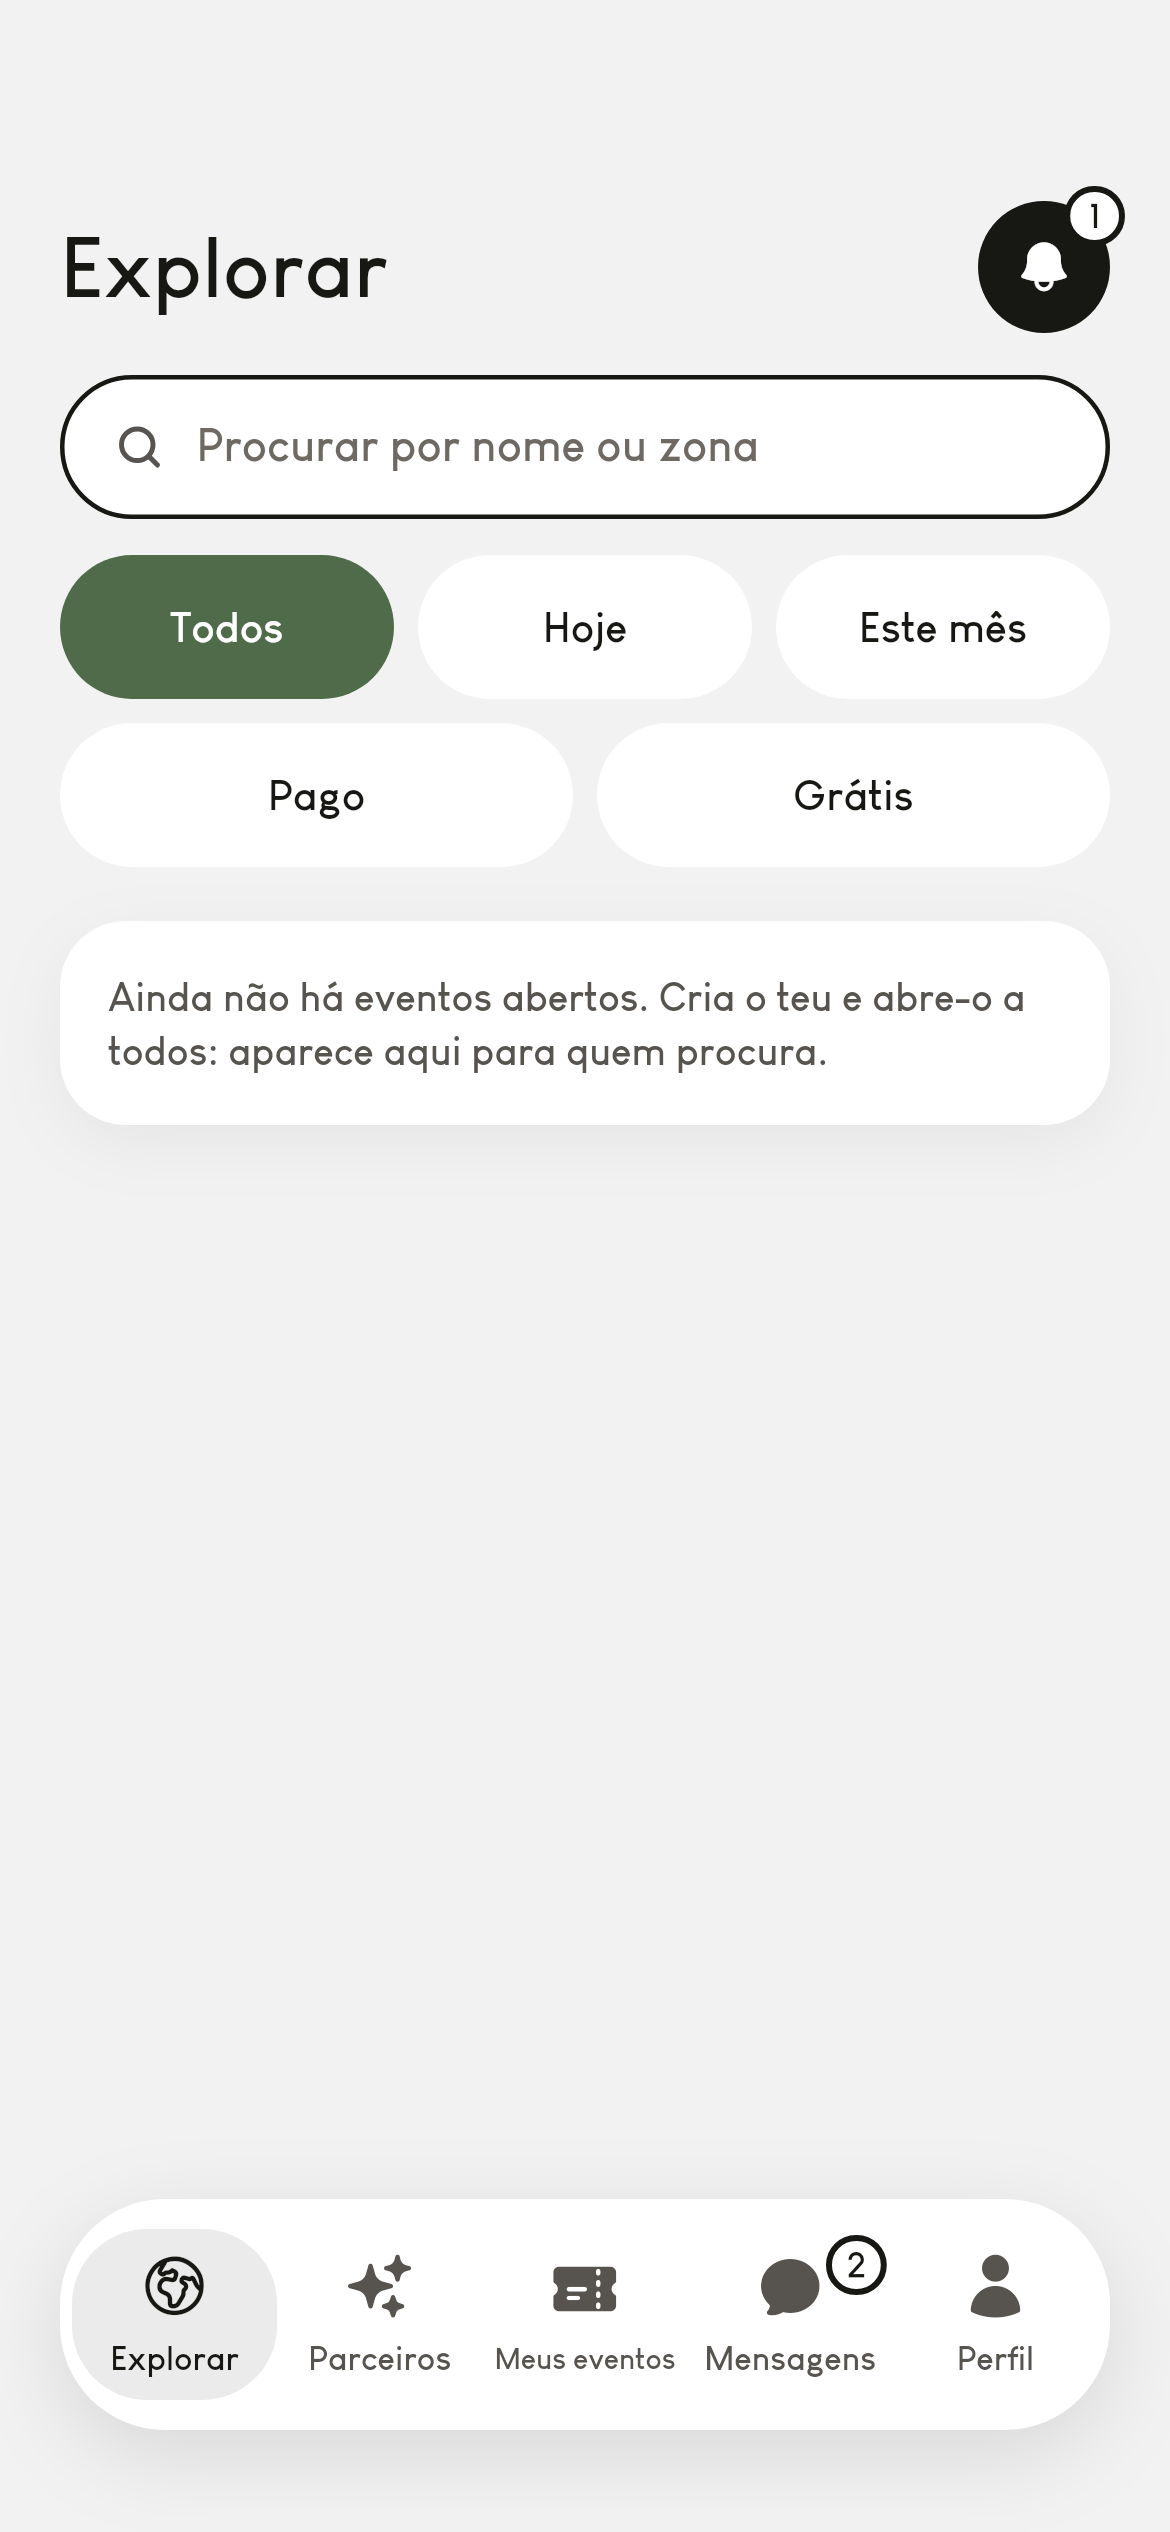 Explorar
1
Procurar por nome ou zona
Todos
Hoje
Este mês
Pago
Grátis
Ainda não há eventos abertos. Cria o teu e abre-o a
todos: aparece aqui para quem procura.
2
Explorar
Parceiros
Meus eventos
Mensagens
Perfil